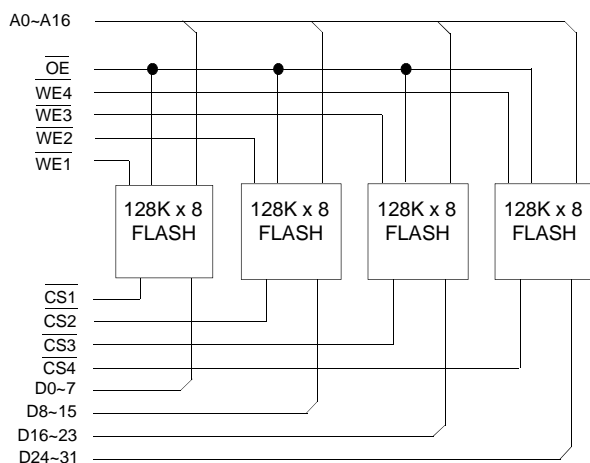 A0~A16
OE
WE4
WE3
WE2
WE1
128K x 8
FLASH
128K x 8
FLASH
128K x 8
FLASH
128K x 8
FLASH
CS1
CS2
CS3
CS4
D0~7
D8~15
D16~23
D24~31